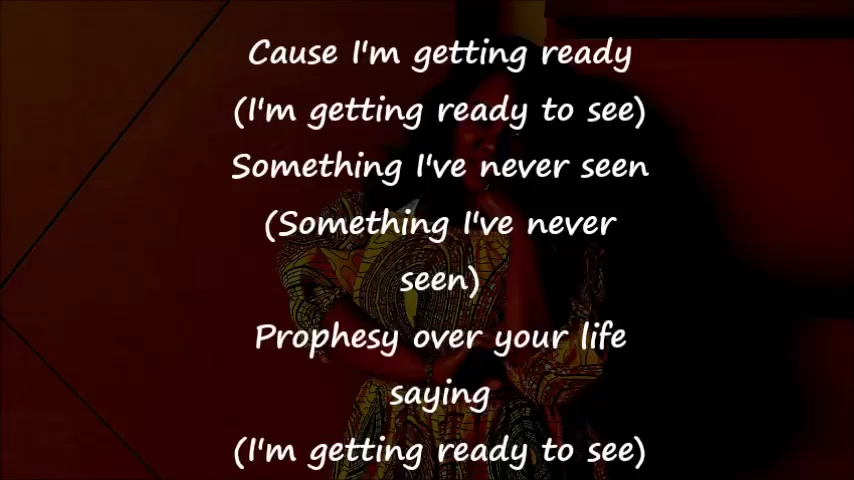 Cause I'm getting ready
(I'm getting ready to see)
Something I've never seen
(Something I've never
seen)
Prophesy over your life
saying
(I'm getting ready to see)